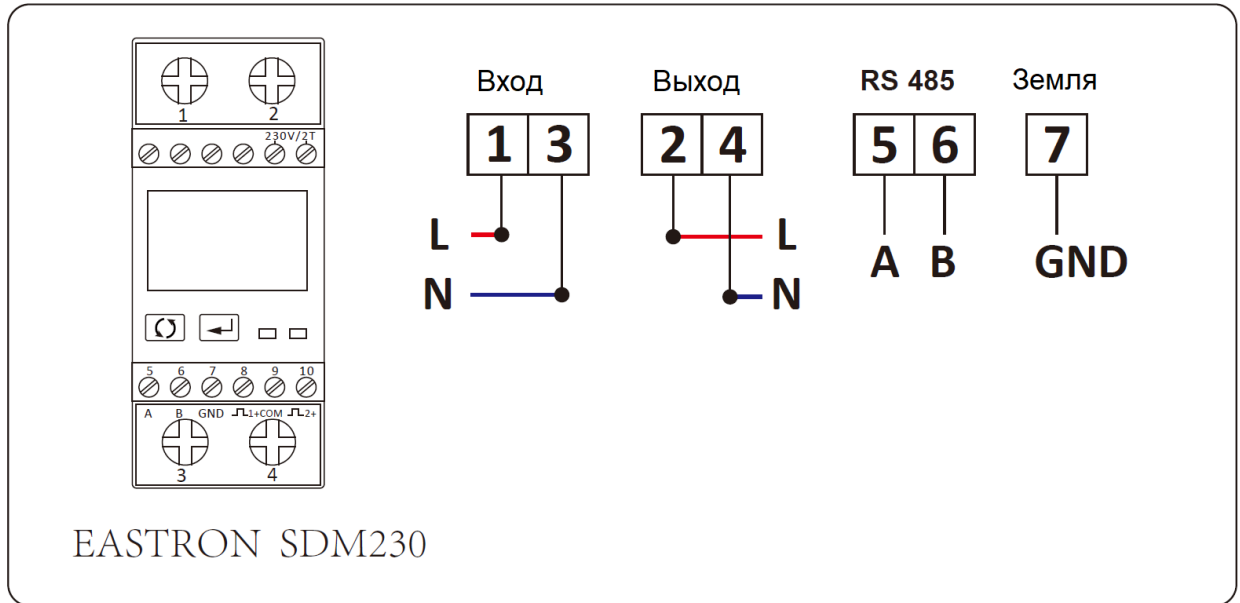 1 2
230V/2T
5 6 7 8 9 10
A B GND 1+COM 2+
3 4
EASTRON SDM230
Вход Выход RS 485 Земля
1 3 2 4 5 6 7
L L A B GND
N N